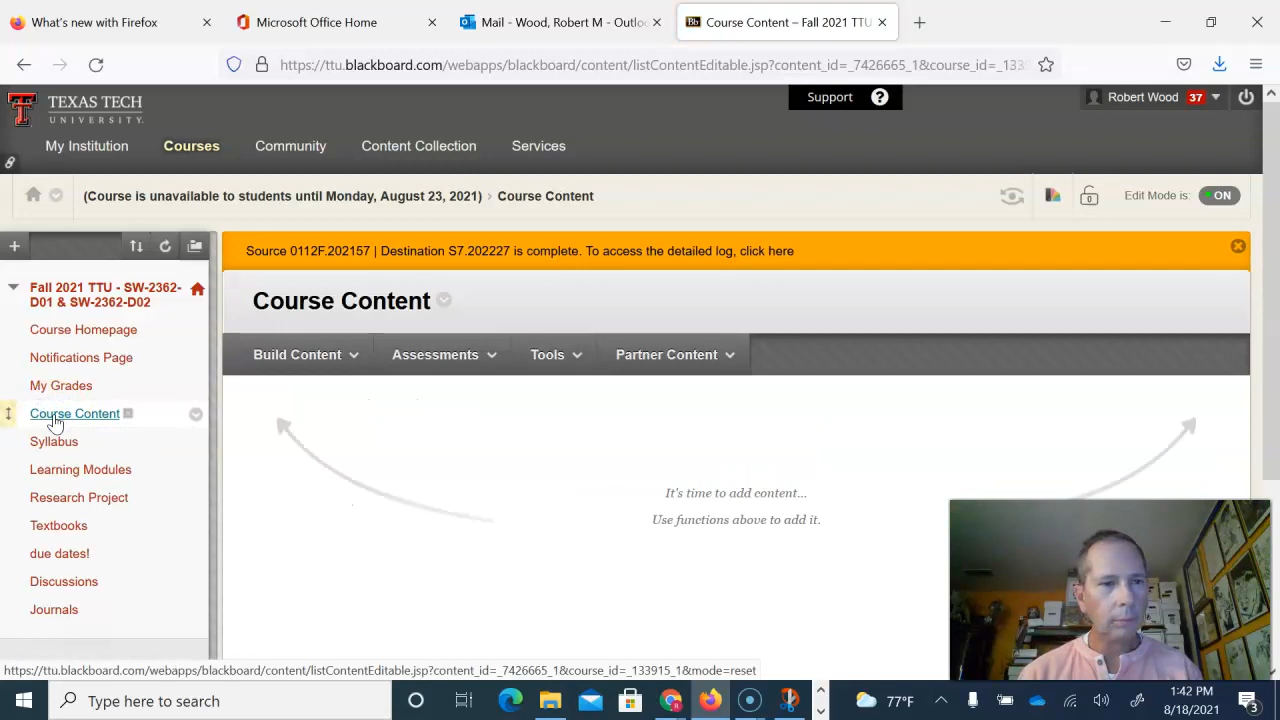 What's new with Firefox
Microsoft Office Home
Mail - Wood, Robert M - Outlo
Bb
Course Content – Fall 2021 TTU
https://ttu.blackboard.com/webapps/blackboard/content/listContentEditable.jsp?content_id=_7426665_1&course_id=_1339
TEXAS TECH
UNIVERSITY.
Support ?
Robert Wood 37
My Institution
Courses
Community
Content Collection
Services
(Course is unavailable to students until Monday, August 23, 2021) > Course Content
Edit Mode is: ON
Source 0112F.202157 | Destination S7.202227 is complete. To access the detailed log, click here
Fall 2021 TTU - SW-2362-
D01 & SW-2362-D02
Course Homepage
Notifications Page
My Grades
Course Content
Syllabus
Learning Modules
Research Project
Textbooks
due dates!
Discussions
Journals
Course Content
Build Content
Assessments
Tools
Partner Content
It's time to add content...
Use functions above to add it.
https://ttu.blackboard.com/webapps/blackboard/content/listContentEditable.jsp?content_id=_7426665_1&course_id=_133915_1&mode=reset
Type here to search
77°F
1:42 PM
8/18/2021
3